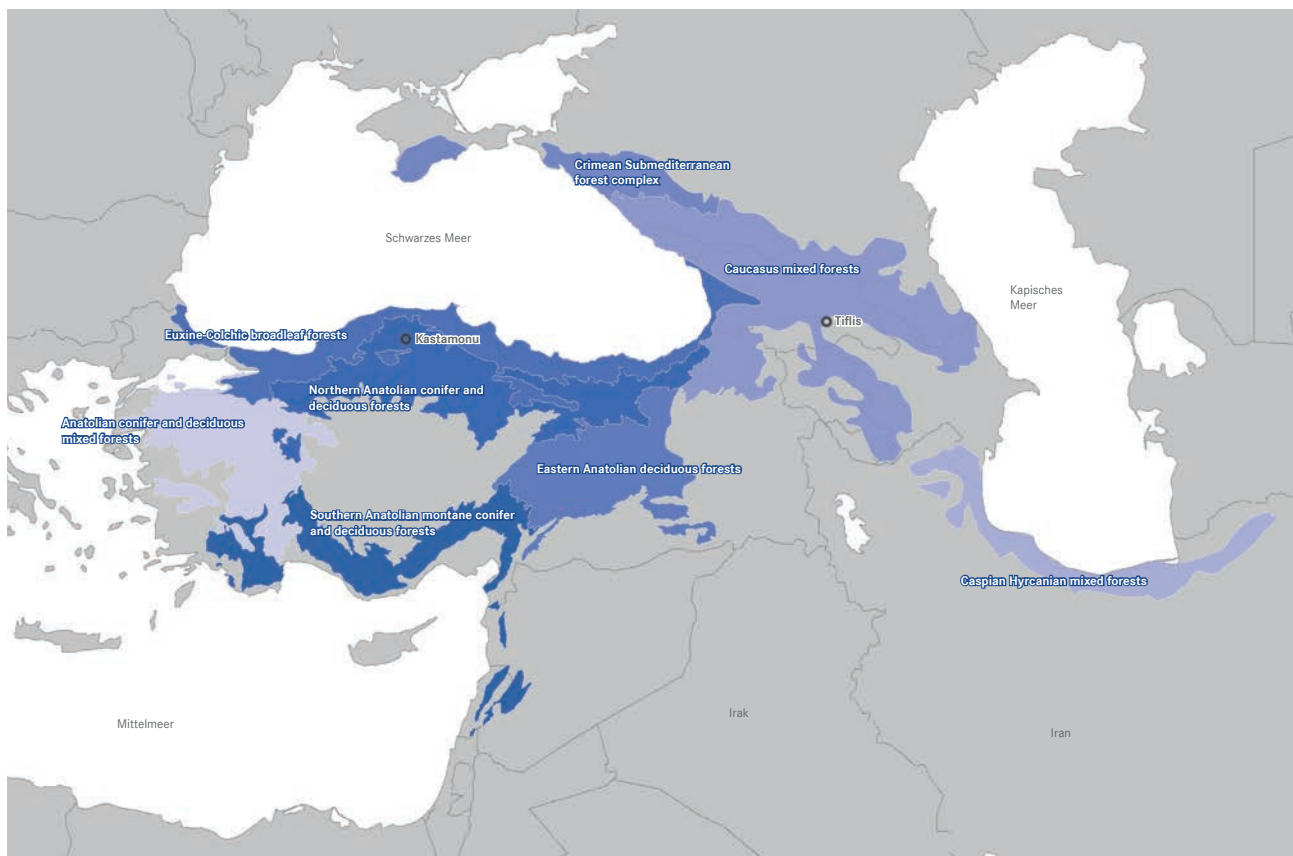 Crimean Submediterranean
forest complex
Schwarzes Meer
Caucasus mixed forests
Kapisches
Meer
Tiflis
Euxine-Colchic broadleaf forests
Kastamonu
Northern Anatolian conifer and
deciduous forests
Anatolian conifer and deciduous
mixed forests
Eastern Anatolian deciduous forests
Southern Anatolian montane conifer
and deciduous forests
Caspian Hyrcanian mixed forests
Mittelmeer
Irak
Iran